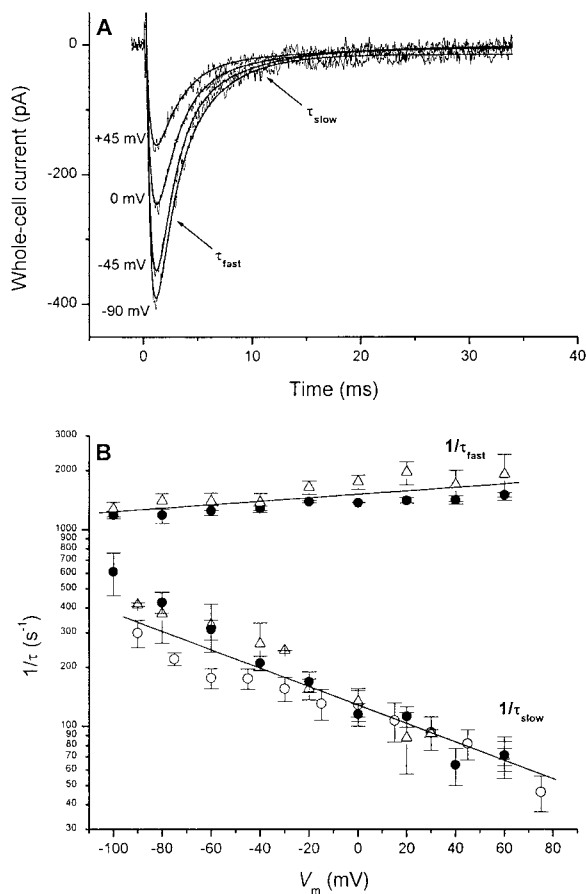 A
0
-200
-400
Whole-cell current (pA)
+45 mV
0 mV
-45 mV
-90 mV
τslow
τfast
0
10
20
30
40
Time (ms)
B
1/τfast
3000
2000
1000
900
800
700
600
500
400
300
200
100
90
80
70
60
50
40
30
1/τ (s⁻¹)
1/τslow
-100
-80
-60
-40
-20
0
20
40
60
80
Vm (mV)